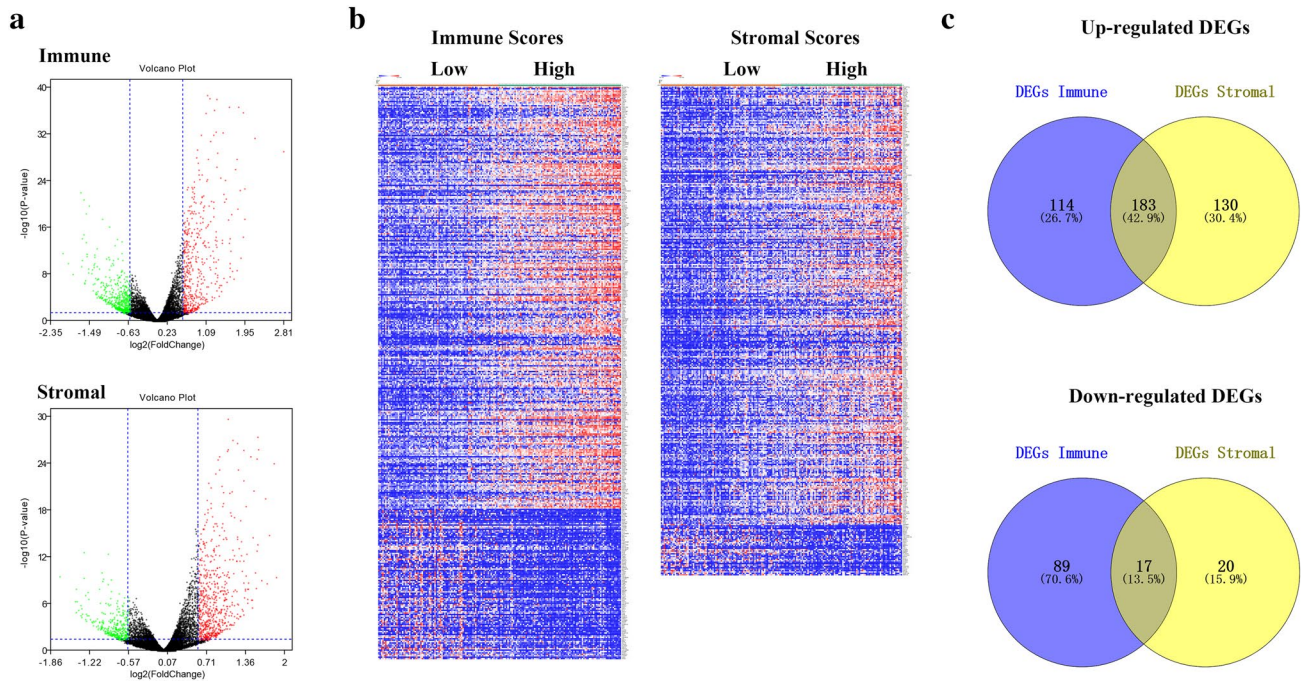 a
Immune
Volcano Plot
40
32
24
16
8
0
-log10(P-value)
-2.35 -1.49 -0.63 0.23 1.09 1.95 2.81
log2(FoldChange)
Stromal
Volcano Plot
30
24
18
12
6
0
-log10(P-value)
-1.86 -1.22 -0.57 0.07 0.71 1.36 2
log2(FoldChange)
b
Immune Scores
Low High
Stromal Scores
Low High
c
Up-regulated DEGs
DEGs Immune DEGs Stromal
114 183 130
(26.7%) (42.9%) (30.4%)
Down-regulated DEGs
DEGs Immune DEGs Stromal
89 17 20
(70.6%) (13.5%) (15.9%)